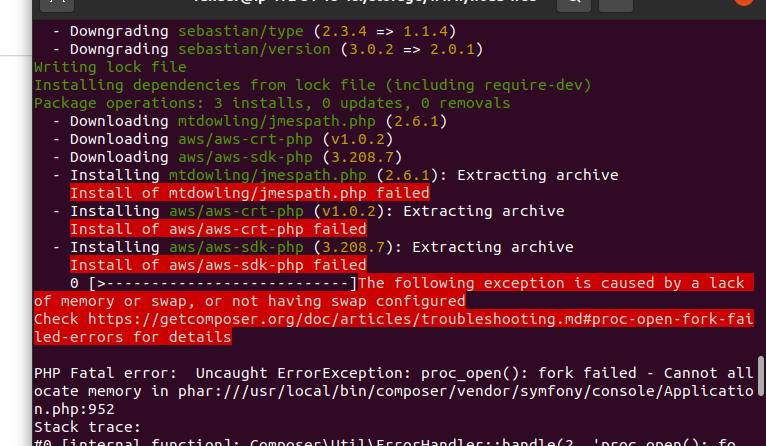 - Downgrading sebastian/type (2.3.4 => 1.1.4)
- Downgrading sebastian/version (3.0.2 => 2.0.1)
Writing lock file
Installing dependencies from lock file (including require-dev)
Package operations: 3 installs, 0 updates, 0 removals
- Downloading mtdowling/jmespath.php (2.6.1)
- Downloading aws/aws-crt-php (v1.0.2)
- Downloading aws/aws-sdk-php (3.208.7)
- Installing mtdowling/jmespath.php (2.6.1): Extracting archive
Install of mtdowling/jmespath.php failed
- Installing aws/aws-crt-php (v1.0.2): Extracting archive
Install of aws/aws-crt-php failed
- Installing aws/aws-sdk-php (3.208.7): Extracting archive
Install of aws/aws-sdk-php failed
0 [>---------------------------]The following exception is caused by a lack
of memory or swap, or not having swap configured
Check https://getcomposer.org/doc/articles/troubleshooting.md#proc-open-fork-fai
led-errors for details
PHP Fatal error:  Uncaught ErrorException: proc_open(): fork failed - Cannot all
ocate memory in phar:///usr/local/bin/composer/vendor/symfony/console/Applicatio
n.php:952
Stack trace:
#0 [internal function]: Composer\Util\ErrorHandler::handle(2, 'proc_open(): fo